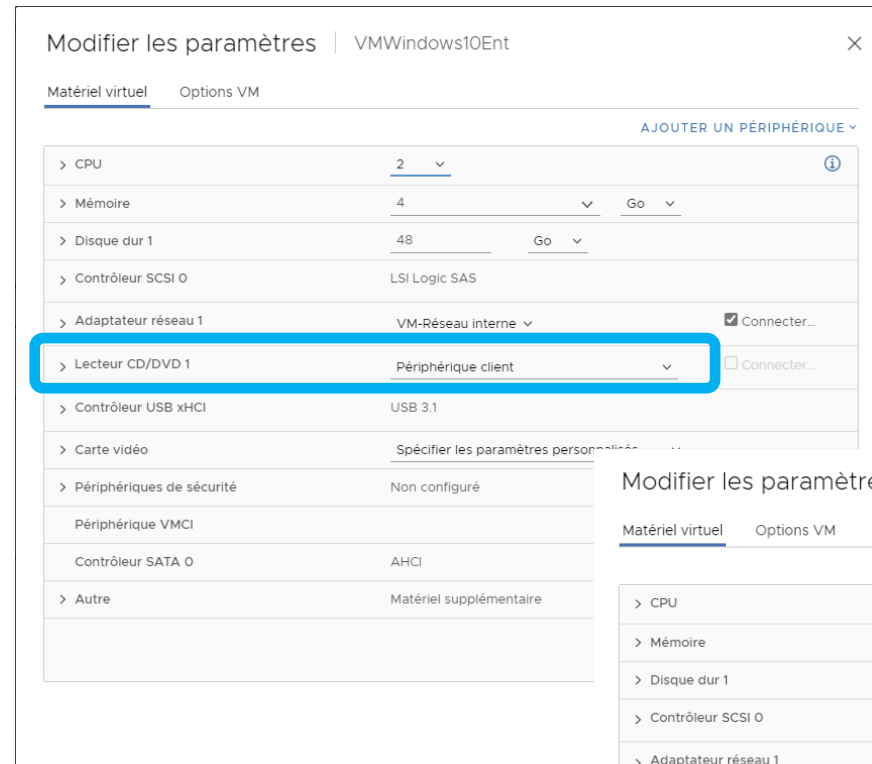 Modifier les paramètres | VMWindows10Ent
Matériel virtuel Options VM
AJOUTER UN PÉRIPHÉRIQUE
CPU 2
Mémoire 4 Go
Disque dur 1 48 Go
Contrôleur SCSI 0 LSI Logic SAS
Adaptateur réseau 1 VM-Réseau interne Connecter...
Lecteur CD/DVD 1 Périphérique client Connecter...
Contrôleur USB xHCI USB 3.1
Carte vidéo Spécifier les paramètres personnalisés
Périphériques de sécurité Non configuré
Périphérique VMCI
Contrôleur SATA 0 AHCI
Autre Matériel supplémentaire
Modifier les paramètre
Matériel virtuel Options VM
CPU
Mémoire
Disque dur 1
Contrôleur SCSI 0
Adaptateur réseau 1